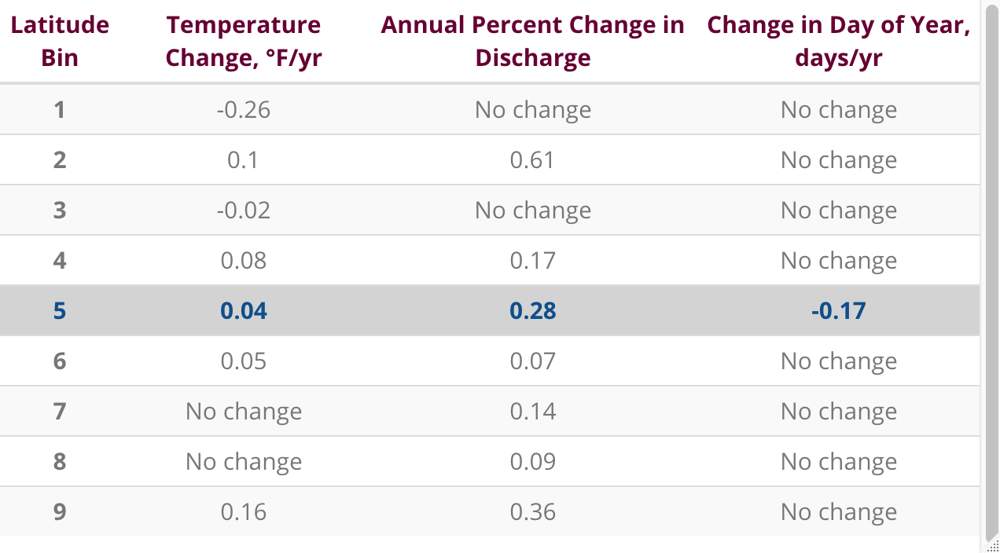 Latitude Bin Temperature Change, °F/yr Annual Percent Change in Discharge Change in Day of Year, days/yr
1 -0.26 No change No change
2 0.1 0.61 No change
3 -0.02 No change No change
4 0.08 0.17 No change
5 0.04 0.28 -0.17
6 0.05 0.07 No change
7 No change 0.14 No change
8 No change 0.09 No change
9 0.16 0.36 No change